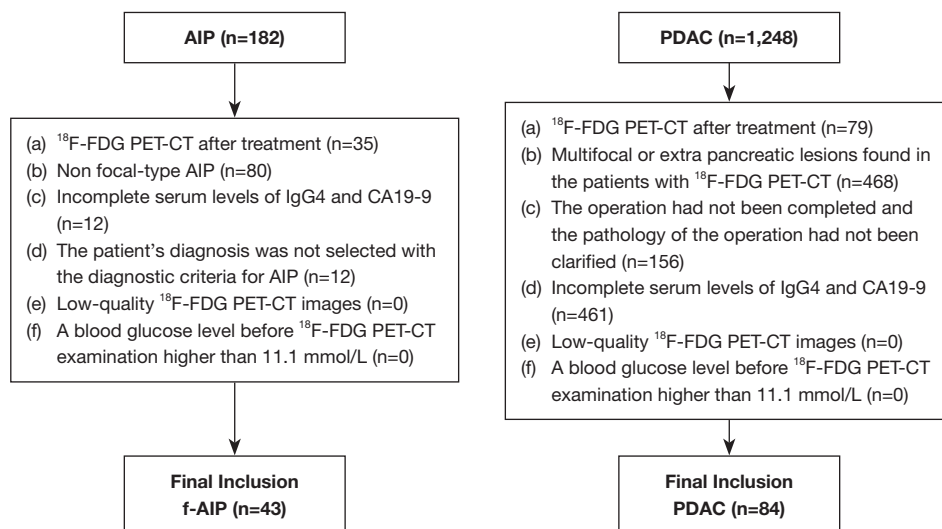 AIP (n=182)
(a) ¹⁸F-FDG PET-CT after treatment (n=35)
(b) Non focal-type AIP (n=80)
(c) Incomplete serum levels of IgG4 and CA19-9
(n=12)
(d) The patient’s diagnosis was not selected with
the diagnostic criteria for AIP (n=12)
(e) Low-quality ¹⁸F-FDG PET-CT images (n=0)
(f) A blood glucose level before ¹⁸F-FDG PET-CT
examination higher than 11.1 mmol/L (n=0)
Final Inclusion
f-AIP (n=43)
PDAC (n=1,248)
(a) ¹⁸F-FDG PET-CT after treatment (n=79)
(b) Multifocal or extra pancreatic lesions found in
the patients with ¹⁸F-FDG PET-CT (n=468)
(c) The operation had not been completed and
the pathology of the operation had not been
clarified (n=156)
(d) Incomplete serum levels of IgG4 and CA19-9
(n=461)
(e) Low-quality ¹⁸F-FDG PET-CT images (n=0)
(f) A blood glucose level before ¹⁸F-FDG PET-CT
examination higher than 11.1 mmol/L (n=0)
Final Inclusion
PDAC (n=84)